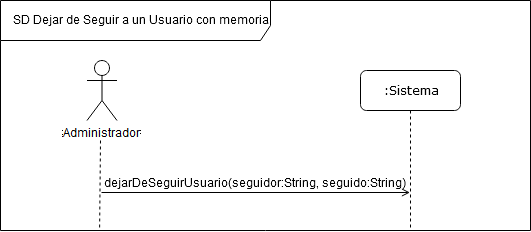 SD Dejar de Seguir a un Usuario con memoria
:Sistema
:Administrador
dejarDeSeguirUsuario(seguidor:String, seguido:String)